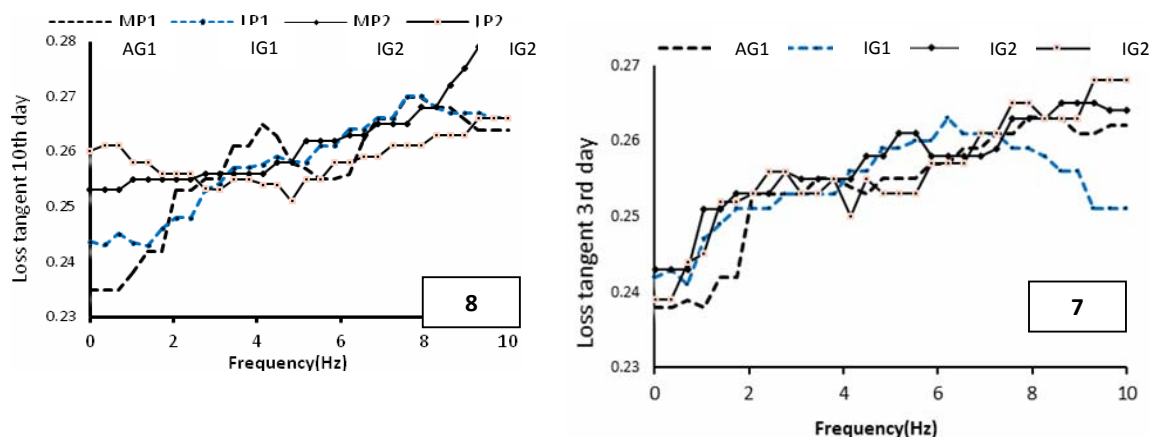 MP1 LP1 MP2 LP2
0.28
AG1 IG1 IG2 IG2
0.27
0.26
0.25
0.24
0.23
Loss tangent 10th day
8
0 2 4 6 8 10
Frequency(Hz)
AG1 IG1 IG2 IG2
0.27
0.26
0.25
0.24
0.23
Loss tangent 3rd day
7
0 2 4 6 8 10
Frequency(Hz)